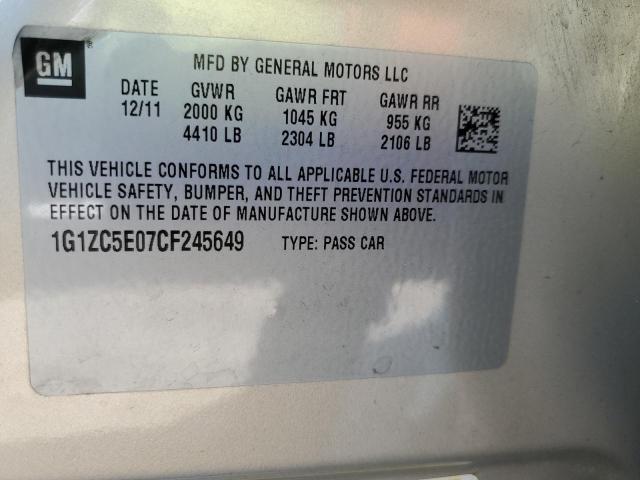 GM
MFD BY GENERAL MOTORS LLC
DATE GVWR GAWR FRT GAWR RR
12/11 2000 KG 1045 KG 955 KG
4410 LB 2304 LB 2106 LB
THIS VEHICLE CONFORMS TO ALL APPLICABLE U.S. FEDERAL MOTOR
VEHICLE SAFETY, BUMPER, AND THEFT PREVENTION STANDARDS IN
EFFECT ON THE DATE OF MANUFACTURE SHOWN ABOVE.
1G1ZC5E07CF245649 TYPE: PASS CAR